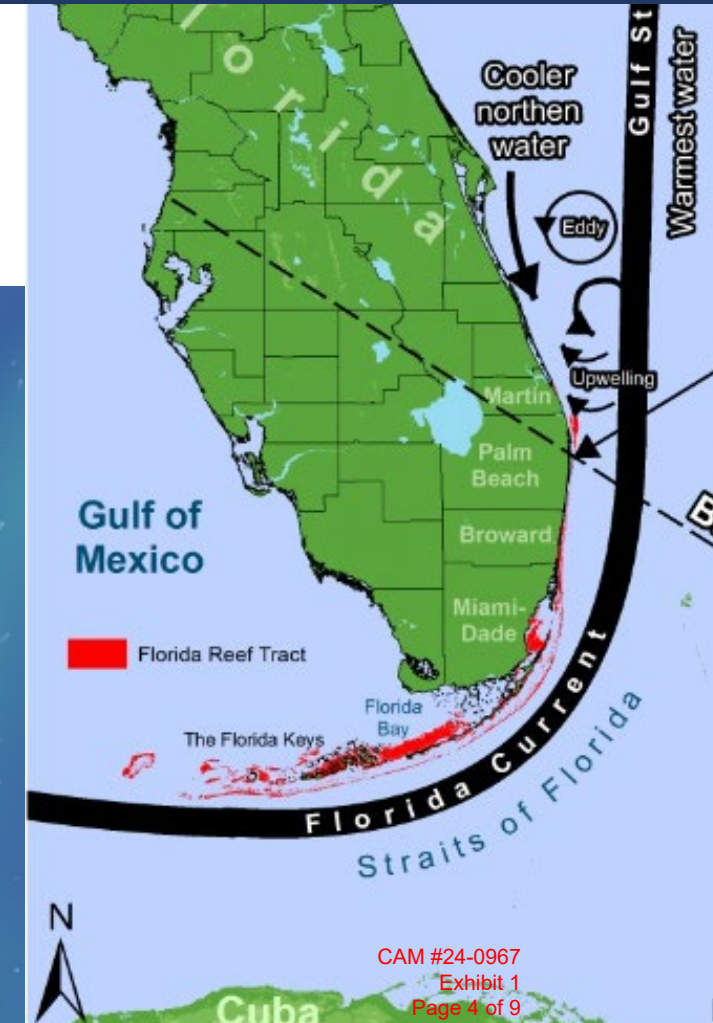 Florida
Cooler
northen
water
Gulf St
Warmest water
Eddy
Upwelling
Martin
Palm
Beach
B
Broward
Gulf of
Mexico
Miami-
Dade
Florida Reef Tract
Florida
Bay
The Florida Keys
Florida Current
Straits of Florida
N
CAM #24-0967
Exhibit 1
Page 4 of 9
Cuba